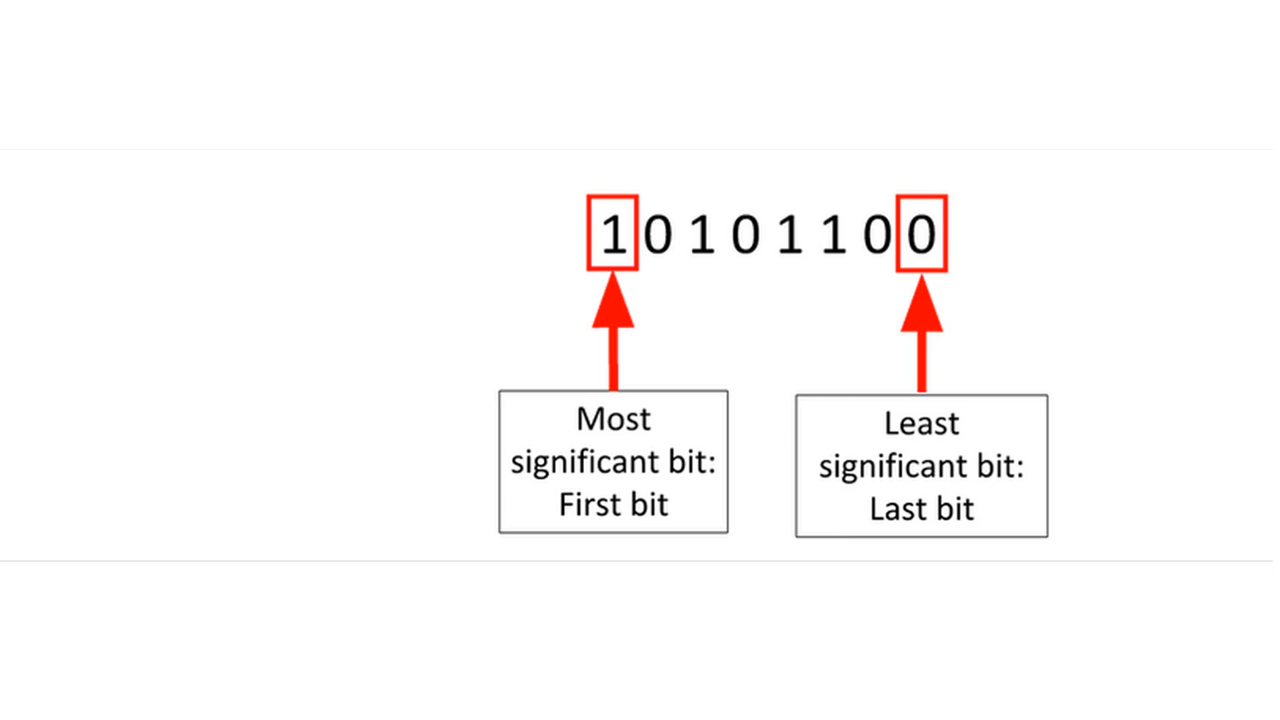 1 0 1 0 1 1 0 0
Most
significant bit:
First bit
Least
significant bit:
Last bit